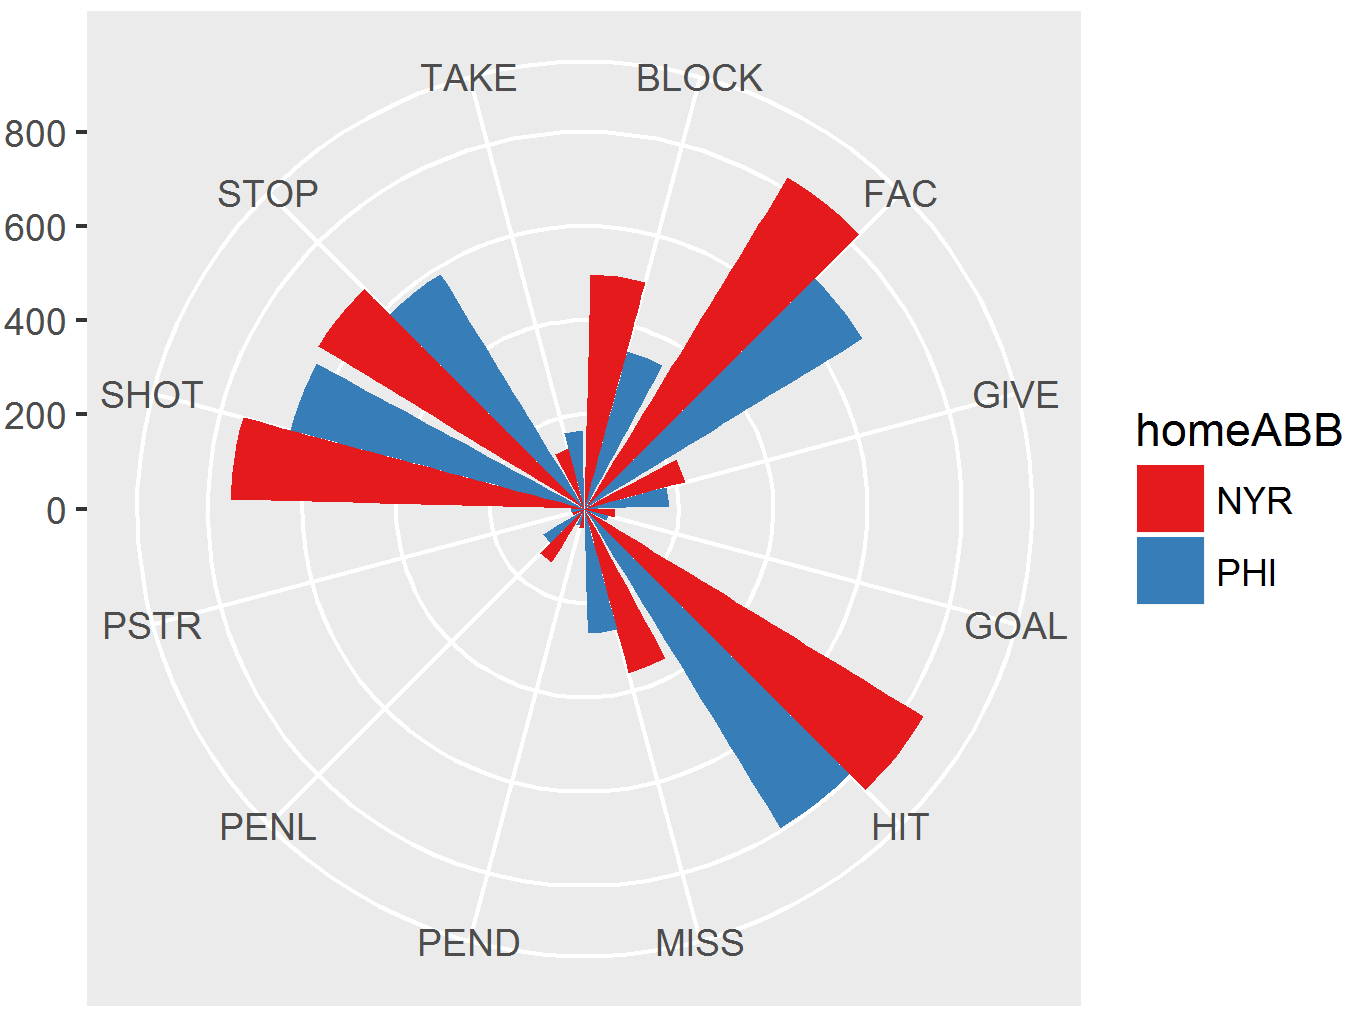 TAKE
BLOCK
800
STOP
FAC
600
400
SHOT
GIVE
200
homeABB
0
NYR
PHI
PSTR
GOAL
PENL
HIT
PEND
MISS